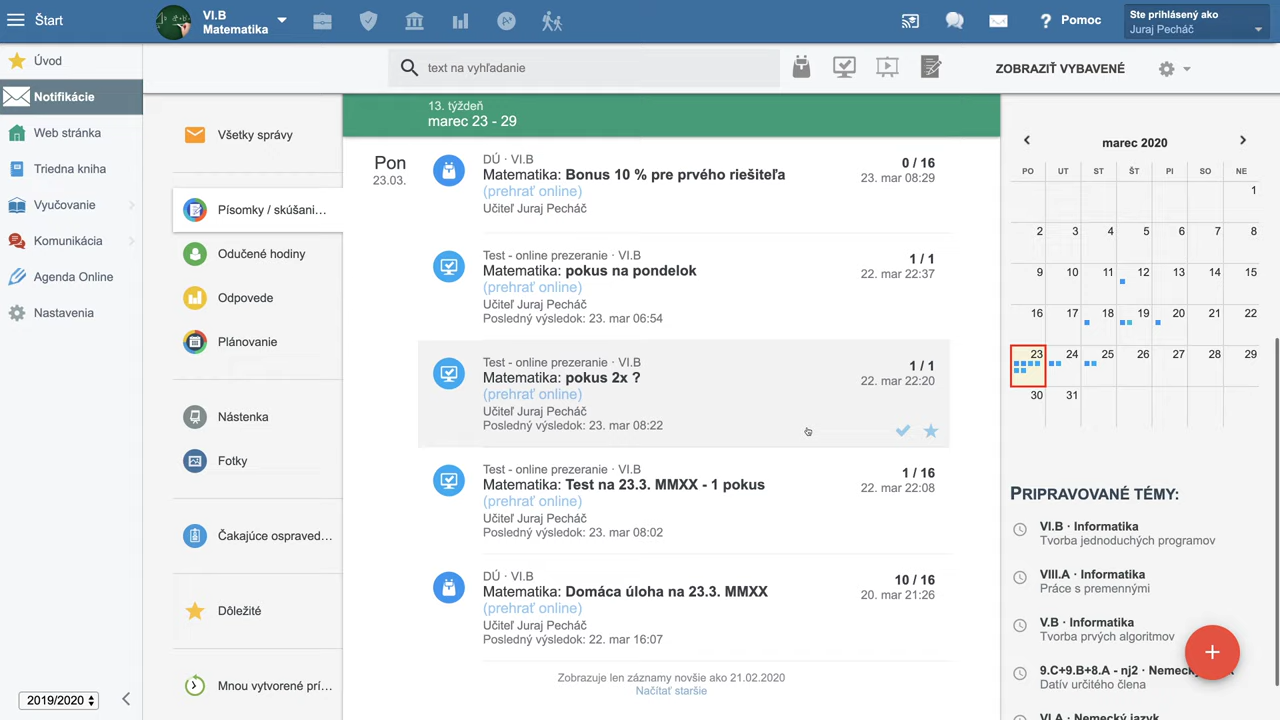 Štart
VI.B
Matematika
Pomoc
Ste prihlásený ako
Juraj Pecháč
Úvod
Notifikácie
Web stránka
Triedna kniha
Vyučovanie
Komunikácia
Agenda Online
Nastavenia
2019/2020
text na vyhľadanie
ZOBRAZIŤ VYBAVENÉ
Všetky správy
Písomky / skúšani...
Odučené hodiny
Odpovede
Plánovanie
Nástenka
Fotky
Čakajúce ospraved...
Dôležité
Mnou vytvorené prí...
13. týždeň
marec 23 - 29
Pon
23.03.
DÚ · VI.B
Matematika: Bonus 10 % pre prvého riešiteľa
(prehrať online)
Učiteľ Juraj Pecháč
0 / 16
23. mar 08:29
Test - online prezeranie · VI.B
Matematika: pokus na pondelok
(prehrať online)
Učiteľ Juraj Pecháč
Posledný výsledok: 23. mar 06:54
1 / 1
22. mar 22:37
Test - online prezeranie · VI.B
Matematika: pokus 2x ?
(prehrať online)
Učiteľ Juraj Pecháč
Posledný výsledok: 23. mar 08:22
1 / 1
22. mar 22:20
Test - online prezeranie · VI.B
Matematika: Test na 23.3. MMXX - 1 pokus
(prehrať online)
Učiteľ Juraj Pecháč
Posledný výsledok: 23. mar 08:02
1 / 16
22. mar 22:08
DÚ · VI.B
Matematika: Domáca úloha na 23.3. MMXX
(prehrať online)
Učiteľ Juraj Pecháč
Posledný výsledok: 22. mar 16:07
10 / 16
20. mar 21:26
Zobrazuje len záznamy novšie ako 21.02.2020
Načítať staršie
marec 2020
PO UT ST ŠT PI SO NE
1
2 3 4 5 6 7 8
9 10 11 12 13 14 15
16 17 18 19 20 21 22
23 24 25 26 27 28 29
30 31
PRIPRAVOVANÉ TÉMY:
VI.B · Informatika
Tvorba jednoduchých programov
VIII.A · Informatika
Práce s premennými
V.B · Informatika
Tvorba prvých algoritmov
9.C+9.B+8.A - nj2 · Nemecký
Datív určitého člena
VI.A · Nemecký jazyk